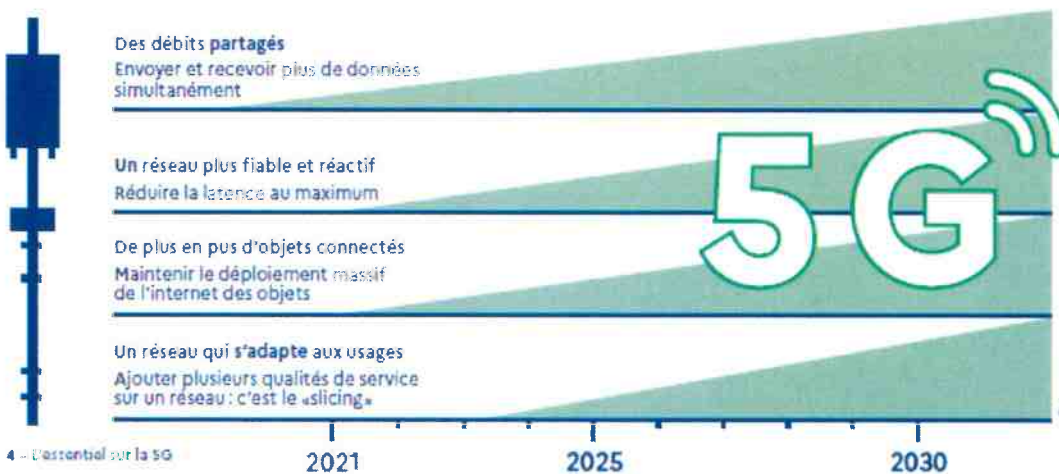 Des débits partagés
Envoyer et recevoir plus de données
simultanément
Un réseau plus fiable et réactif
Réduire la latence au maximum
De plus en pus d'objets connectés
Maintenir le déploiement massif
de l'internet des objets
Un réseau qui s'adapte aux usages
Ajouter plusieurs qualités de service
sur un réseau : c'est le «slicing»
5G
2021 2025 2030
4 - L'essentiel sur la 5G